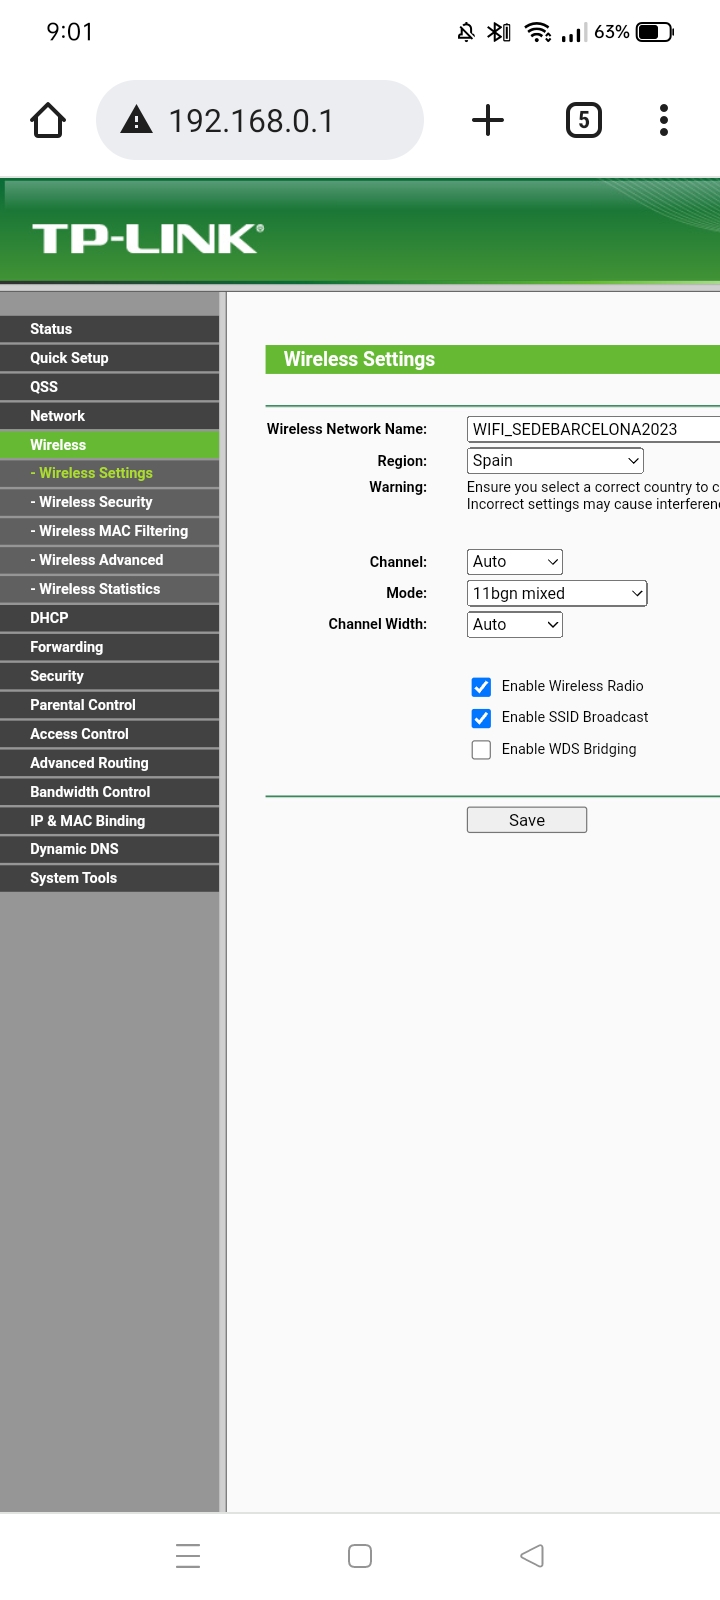 9:01
63%
192.168.0.1
5
TP-LINK®
Status
Quick Setup
QSS
Network
Wireless
- Wireless Settings
- Wireless Security
- Wireless MAC Filtering
- Wireless Advanced
- Wireless Statistics
DHCP
Forwarding
Security
Parental Control
Access Control
Advanced Routing
Bandwidth Control
IP & MAC Binding
Dynamic DNS
System Tools
Wireless Settings
Wireless Network Name: WIFI_SEDEBARCELONA2023
Region: Spain
Warning: Ensure you select a correct country to c
Incorrect settings may cause interferen
Channel: Auto
Mode: 11bgn mixed
Channel Width: Auto
Enable Wireless Radio
Enable SSID Broadcast
Enable WDS Bridging
Save